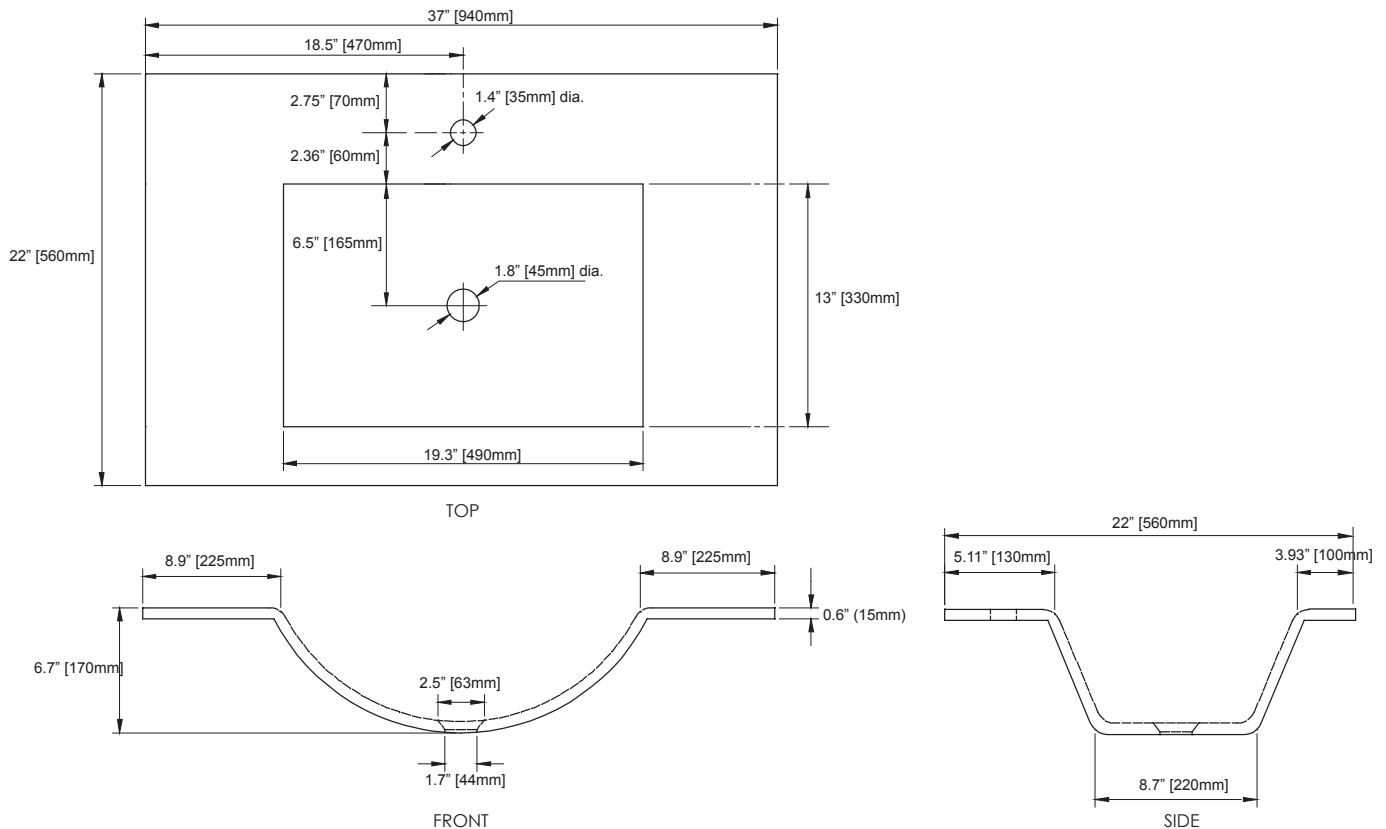 37” [940mm]
18.5” [470mm]
2.75” [70mm]
1.4” [35mm] dia.
2.36” [60mm]
22” [560mm]
6.5” [165mm]
1.8” [45mm] dia.
13” [330mm]
19.3” [490mm]
TOP
8.9” [225mm]
8.9” [225mm]
0.6” (15mm)
6.7” [170mm]
2.5” [63mm]
1.7” [44mm]
FRONT
22” [560mm]
5.11” [130mm]
3.93” [100mm]
8.7” [220mm]
SIDE